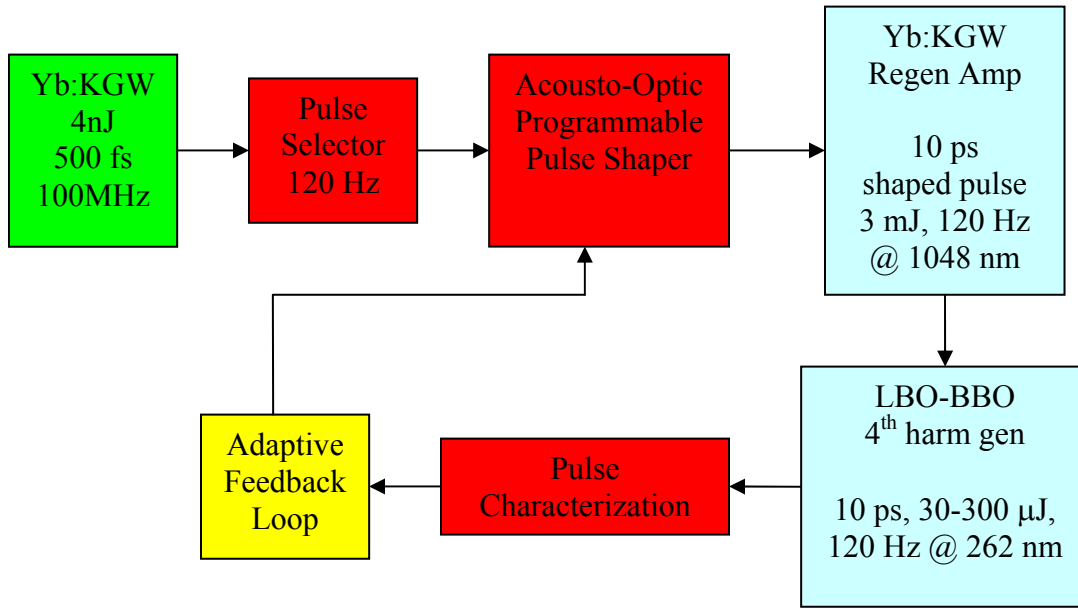 Yb:KGW
4nJ
500 fs
100MHz
Pulse
Selector
120 Hz
Acousto-Optic
Programmable
Pulse Shaper
Yb:KGW
Regen Amp
10 ps
shaped pulse
3 mJ, 120 Hz
@ 1048 nm
LBO-BBO
4th harm gen
10 ps, 30-300 μJ,
120 Hz @ 262 nm
Pulse
Characterization
Adaptive
Feedback
Loop